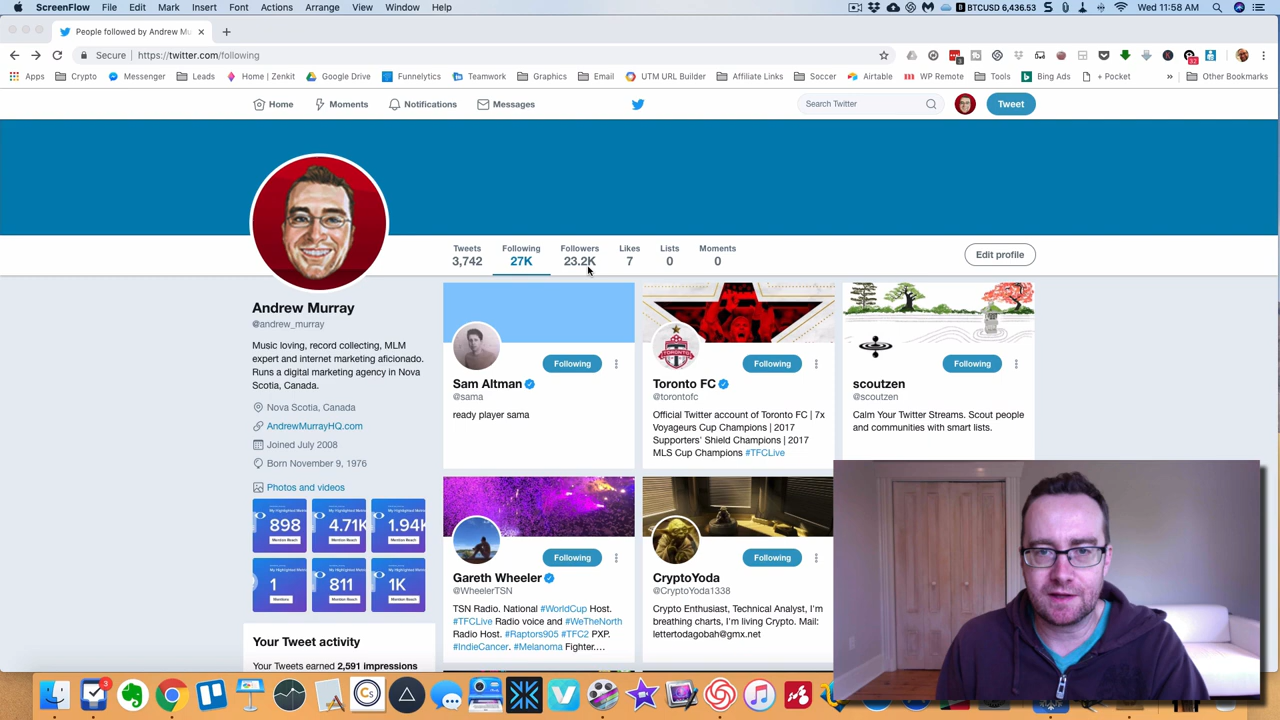 ScreenFlow File Edit Mark Insert Font Actions Arrange View Window Help BTCUSD 6,436.53 Wed 11:58 AM
People followed by Andrew Mu
Secure https://twitter.com/following
Apps Crypto Messenger Leads Home | Zenkit Google Drive Funnelytics Teamwork Graphics Email UTM URL Builder Affiliate Links Soccer Airtable WP Remote Tools Bing Ads + Pocket » Other Bookmarks
Home Moments Notifications Messages Search Twitter Tweet
Tweets Following Followers Likes Lists Moments
3,742 27K 23.2K 7 0 0
Edit profile
Andrew Murray
@andrew_murray
Music loving, record collecting, MLM
expert and internet marketing aficionado.
Runs a digital marketing agency in Nova
Scotia, Canada.
Nova Scotia, Canada
AndrewMurrayHQ.com
Joined July 2008
Born November 9, 1976
Photos and videos
898 4.71K 1.94K
Mention Reach Mention Reach Mention Reach
1 811 1K
Mentions Mention Reach Mention Reach
Your Tweet activity
Your Tweets earned 2,591 impressions
Following
Sam Altman
@sama
ready player sama
Following
Toronto FC
@torontofc
Official Twitter account of Toronto FC | 7x
Voyageurs Cup Champions | 2017
Supporters' Shield Champions | 2017
MLS Cup Champions #TFCLive
Following
scoutzen
@scoutzen
Calm Your Twitter Streams. Scout people
and communities with smart lists.
Following
Gareth Wheeler
@WheelerTSN
TSN Radio. National #WorldCup Host.
#TFCLive Radio voice and #WeTheNorth
Radio Host. #Raptors905 #TFC2 PXP.
#IndieCancer. #Melanoma Fighter....
Following
CryptoYoda
@CryptoYoda1338
Crypto Enthusiast, Technical Analyst, I'm
breathing charts, I'm living Crypto. Mail:
lettertodagobah@gmx.net